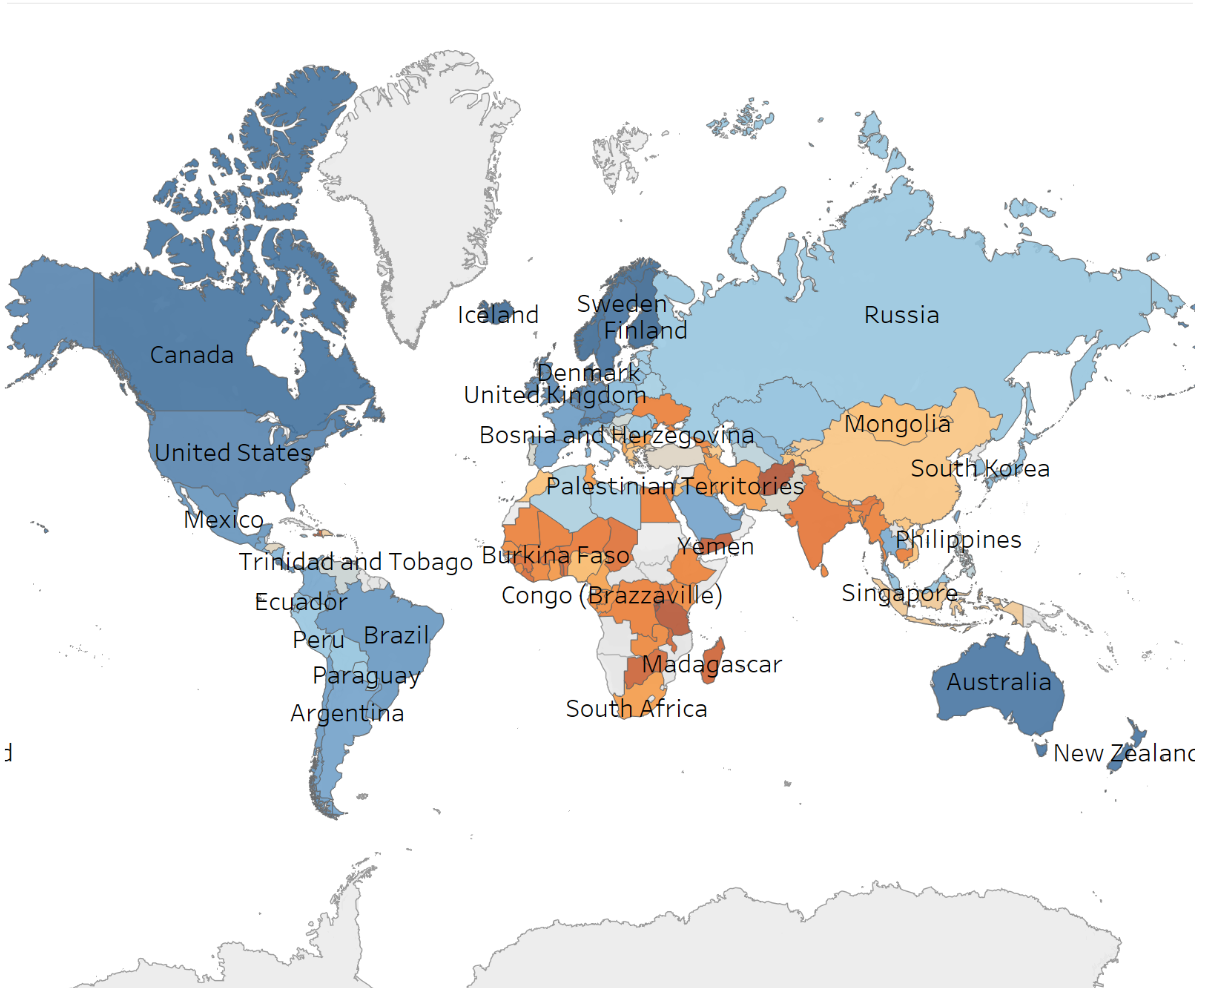 Iceland
Sweden
Russia
Finland
Canada
Denmark
United Kingdom
Mongolia
Bosnia and Herzegovina
United States
South Korea
Palestinian Territories
Mexico
Philippines
Yemen
Burkina Faso
Trinidad and Tobago
Singapore
Congo (Brazzaville)
Ecuador
Brazil
Peru
Madagascar
Paraguay
Australia
South Africa
Argentina
d
New Zealand